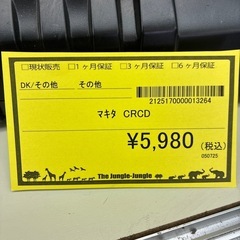 □現状販売 □1ヶ月保証 □3ヶ月保証 □6ヶ月保証
DK/その他 その他
2125170000013264
マキタ CRCD
¥5,980 (税込)
050725
The Jungle-Jungle